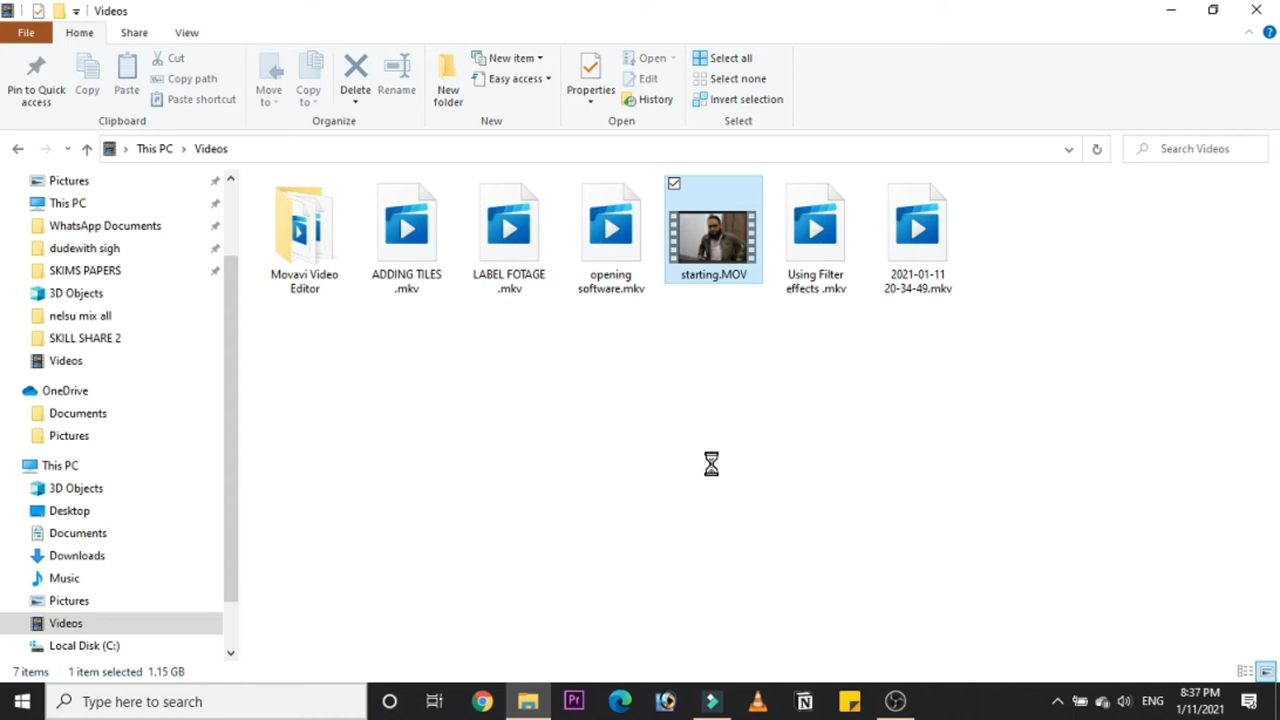 Videos
File
Home
Share
View
Pin to Quick
access
Copy
Paste
Cut
Copy path
Paste shortcut
Clipboard
Move
to
Copy
to
Delete
Rename
Organize
New
folder
New item
Easy access
New
Properties
Open
Edit
History
Open
Select all
Select none
Invert selection
Select
This PC
Videos
Search Videos
Pictures
This PC
WhatsApp Documents
dudewith sigh
SKIMS PAPERS
3D Objects
nelsu mix all
SKILL SHARE 2
Videos
OneDrive
Documents
Pictures
This PC
3D Objects
Desktop
Documents
Downloads
Music
Pictures
Videos
Local Disk (C:)
Movavi Video
Editor
ADDING TILES
.mkv
LABEL FOTAGE
.mkv
opening
software.mkv
starting.MOV
Using Filter
effects .mkv
2021-01-11
20-34-49.mkv
7 items
1 item selected 1.15 GB
Type here to search
Pr
ENG
8:37 PM
1/11/2021